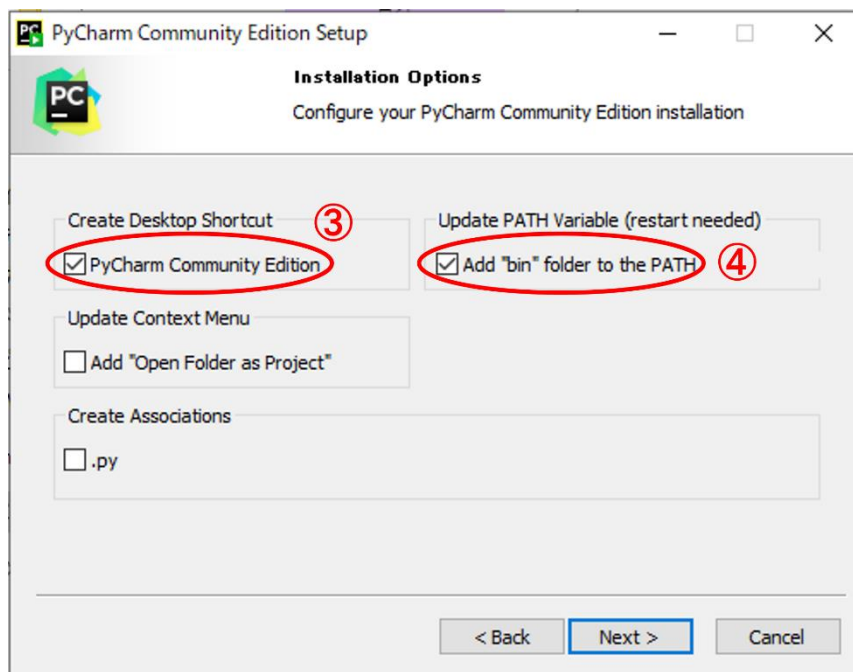 PyCharm Community Edition Setup
PC
Installation Options
Configure your PyCharm Community Edition installation
Create Desktop Shortcut ③
PyCharm Community Edition
Update PATH Variable (restart needed)
Add "bin" folder to the PATH ④
Update Context Menu
Add "Open Folder as Project"
Create Associations
.py
< Back
Next >
Cancel